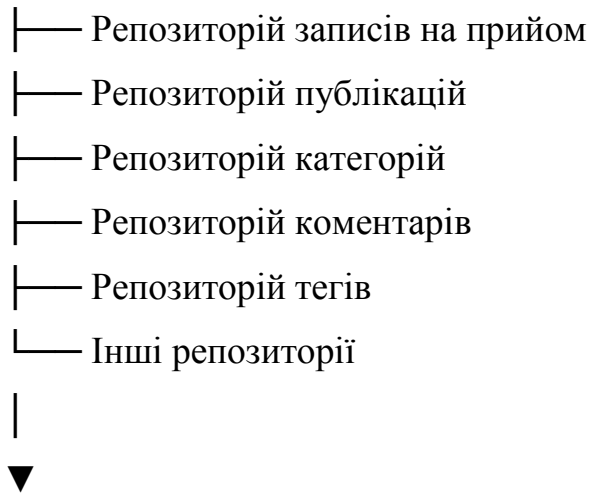 ├── Репозиторій записів на прийом
├── Репозиторій публікацій
├── Репозиторій категорій
├── Репозиторій коментарів
├── Репозиторій тегів
└── Інші репозиторії
│
▼